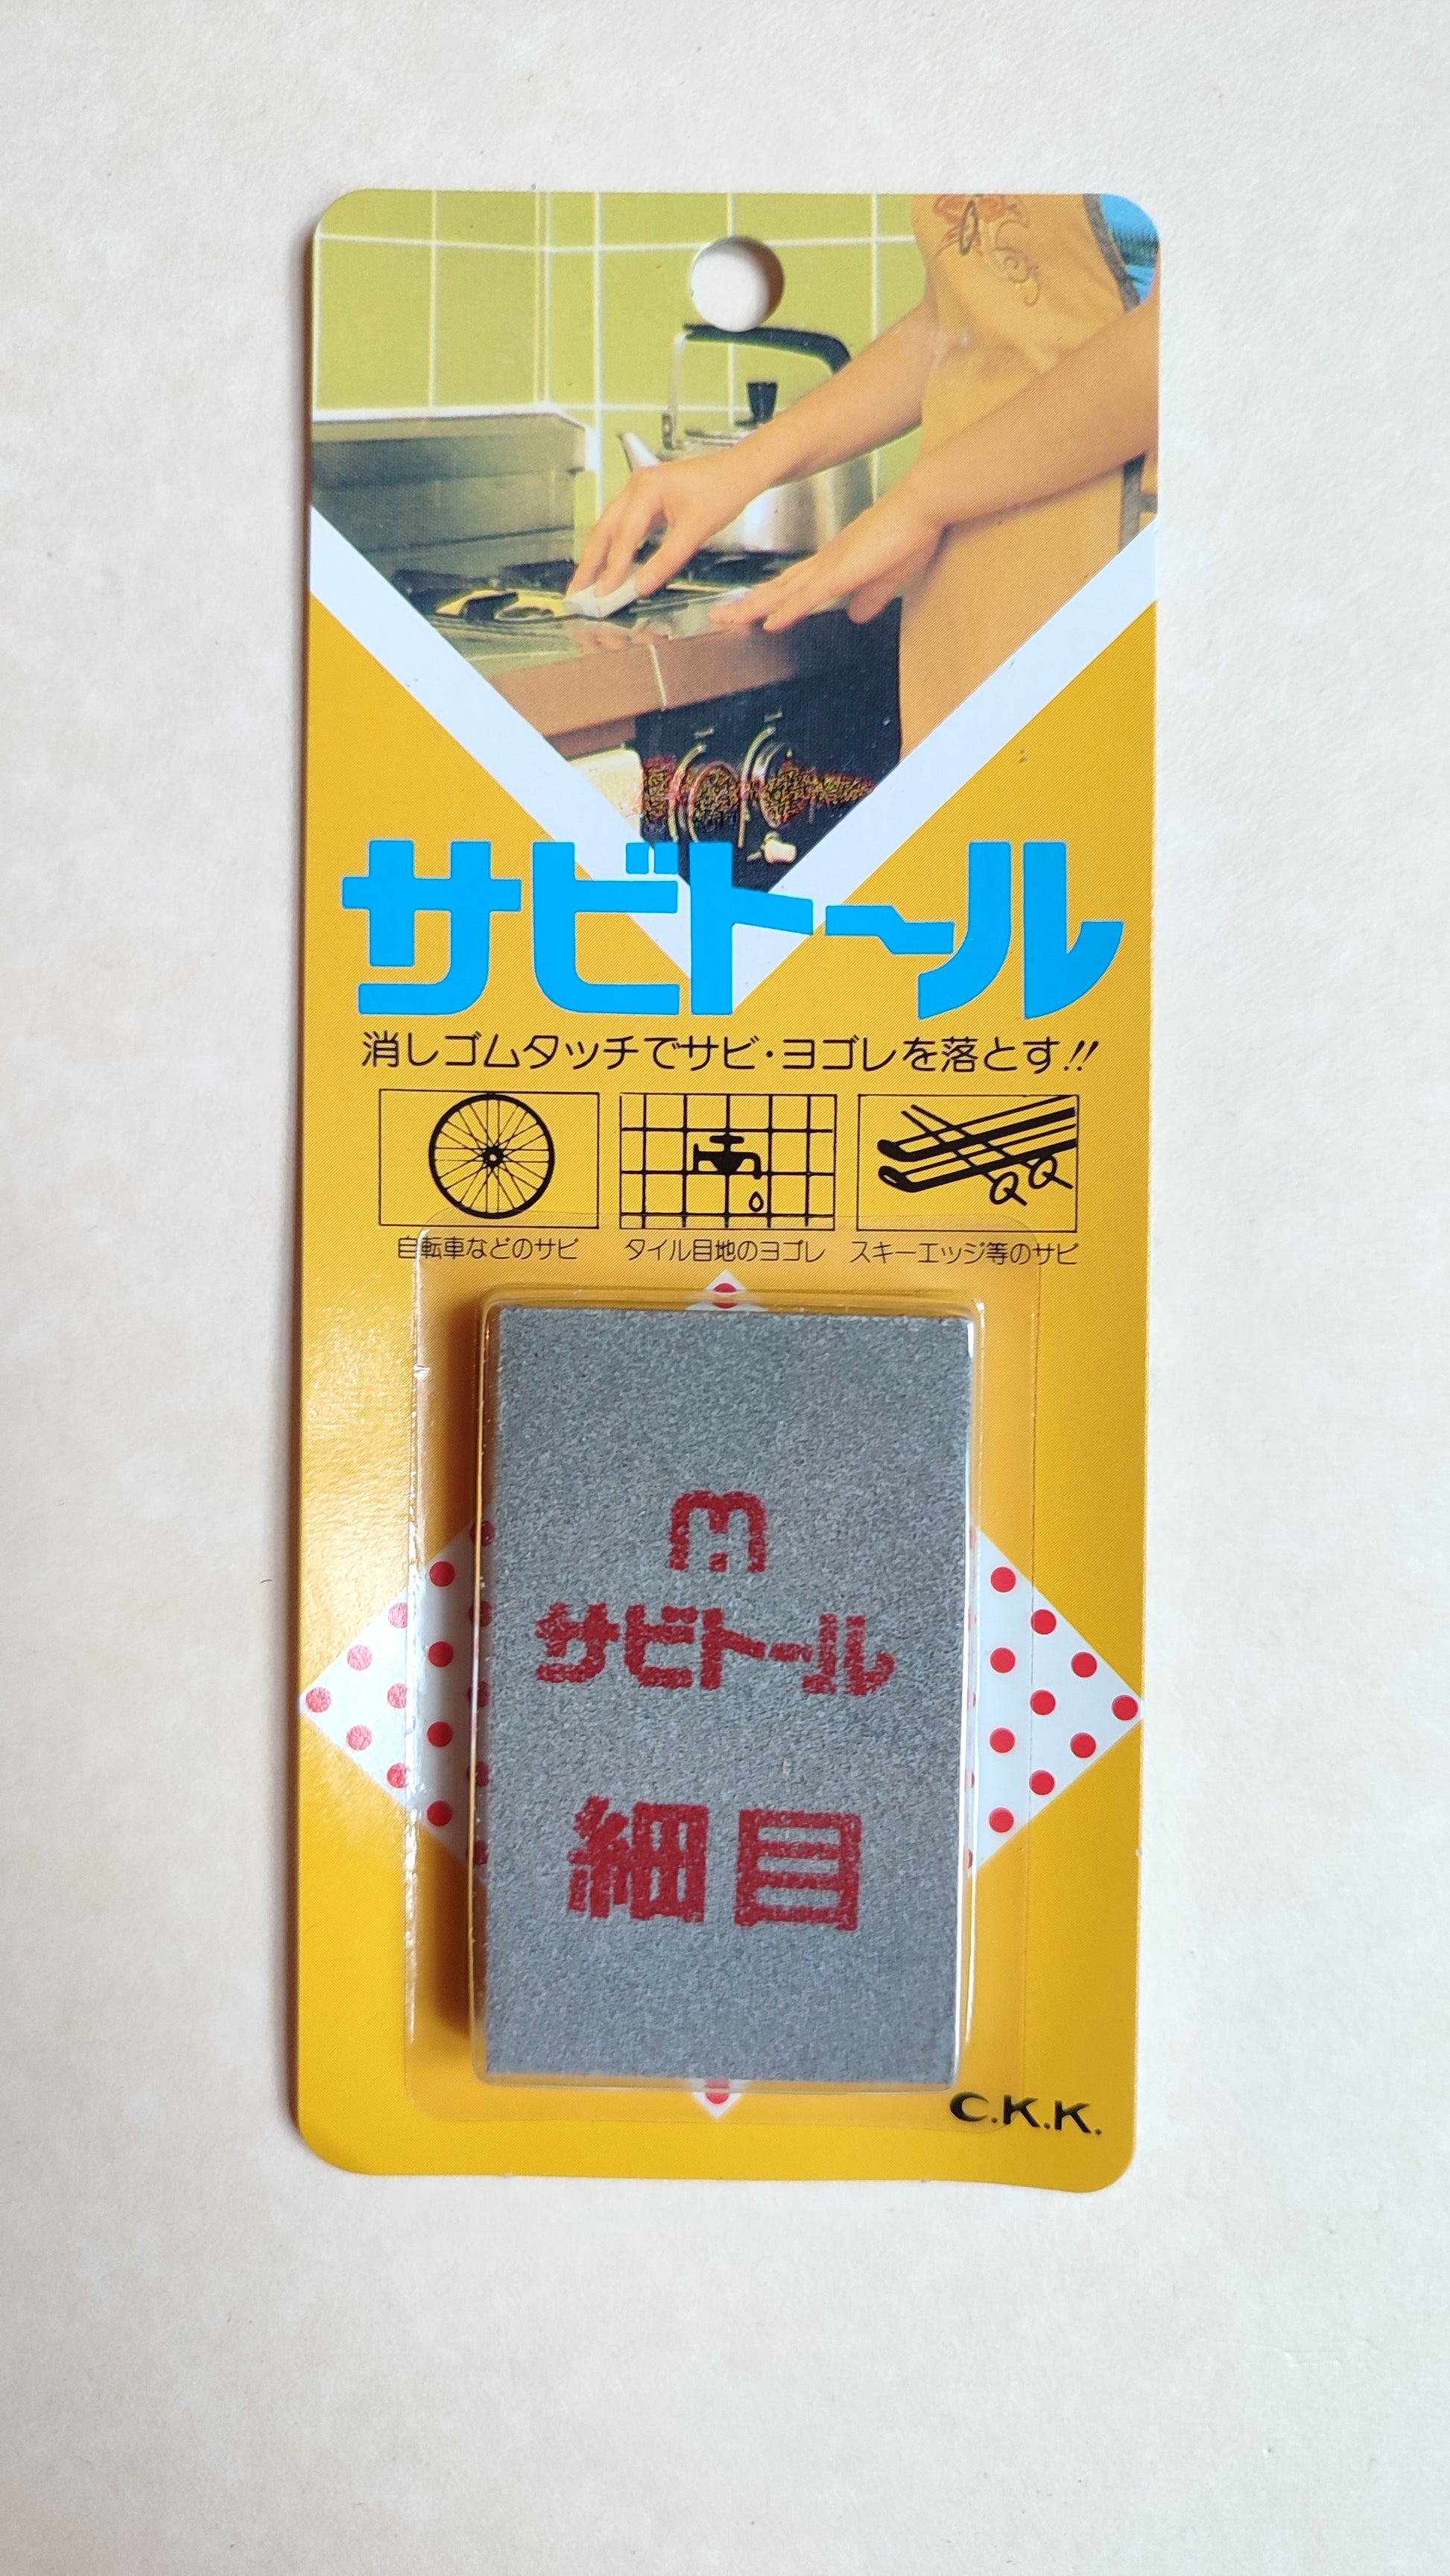 サビトール
消しゴムタッチでサビ・ヨゴレを落とす!!
自転車などのサビ
タイル目地のヨゴレ
スキーエッジ等のサビ
サビトール
細目
C.K.K.